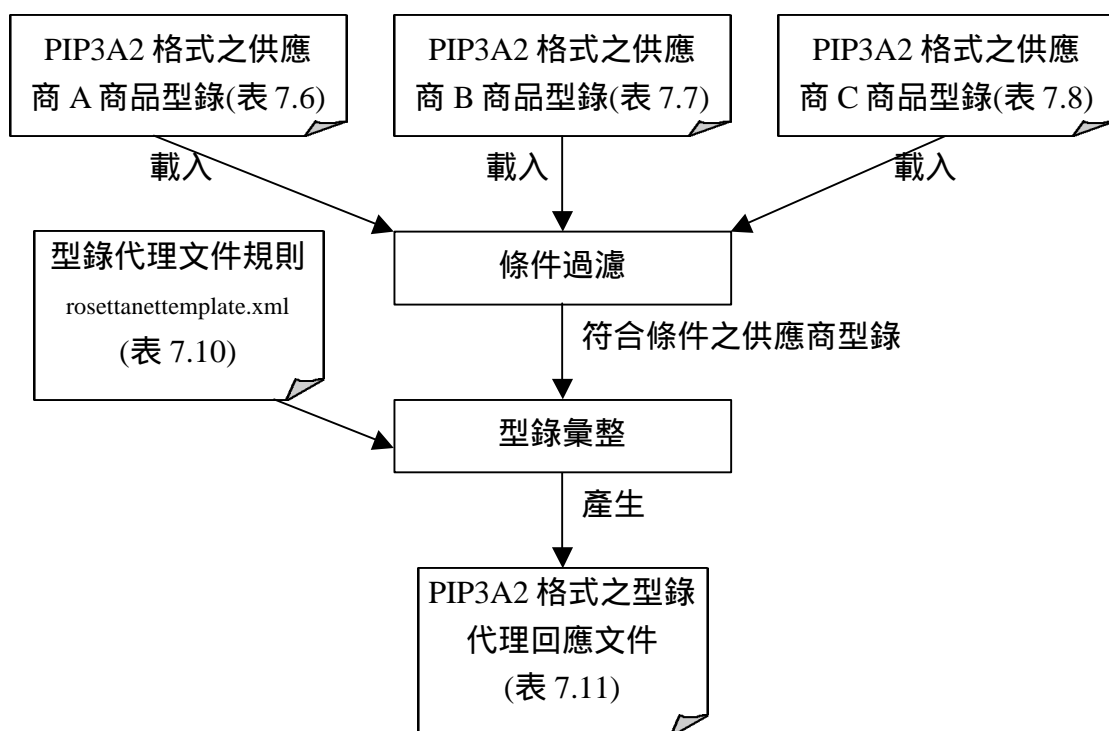 PIP3A2 格式之供應
商 A 商品型錄(表 7.6)
PIP3A2 格式之供應
商 B 商品型錄(表 7.7)
PIP3A2 格式之供應
商 C 商品型錄(表 7.8)
載入
載入
載入
型錄代理文件規則
rosettanettemplate.xml
(表 7.10)
條件過濾
符合條件之供應商型錄
型錄彙整
產生
PIP3A2 格式之型錄
代理回應文件
(表 7.11)